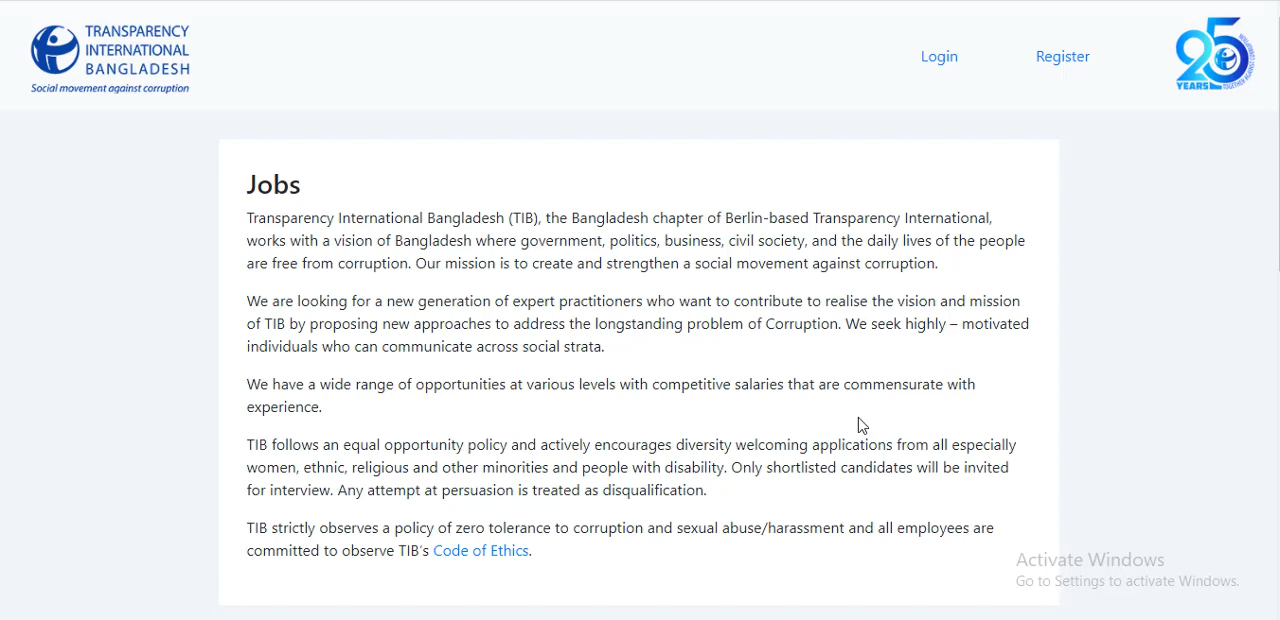 TRANSPARENCY
INTERNATIONAL
BANGLADESH
Social movement against corruption
Login
Register
25
YEARS
Jobs
Transparency International Bangladesh (TIB), the Bangladesh chapter of Berlin-based Transparency International,
works with a vision of Bangladesh where government, politics, business, civil society, and the daily lives of the people
are free from corruption. Our mission is to create and strengthen a social movement against corruption.
We are looking for a new generation of expert practitioners who want to contribute to realise the vision and mission
of TIB by proposing new approaches to address the longstanding problem of Corruption. We seek highly – motivated
individuals who can communicate across social strata.
We have a wide range of opportunities at various levels with competitive salaries that are commensurate with
experience.
TIB follows an equal opportunity policy and actively encourages diversity welcoming applications from all especially
women, ethnic, religious and other minorities and people with disability. Only shortlisted candidates will be invited
for interview. Any attempt at persuasion is treated as disqualification.
TIB strictly observes a policy of zero tolerance to corruption and sexual abuse/harassment and all employees are
committed to observe TIB’s Code of Ethics.
Activate Windows
Go to Settings to activate Windows.